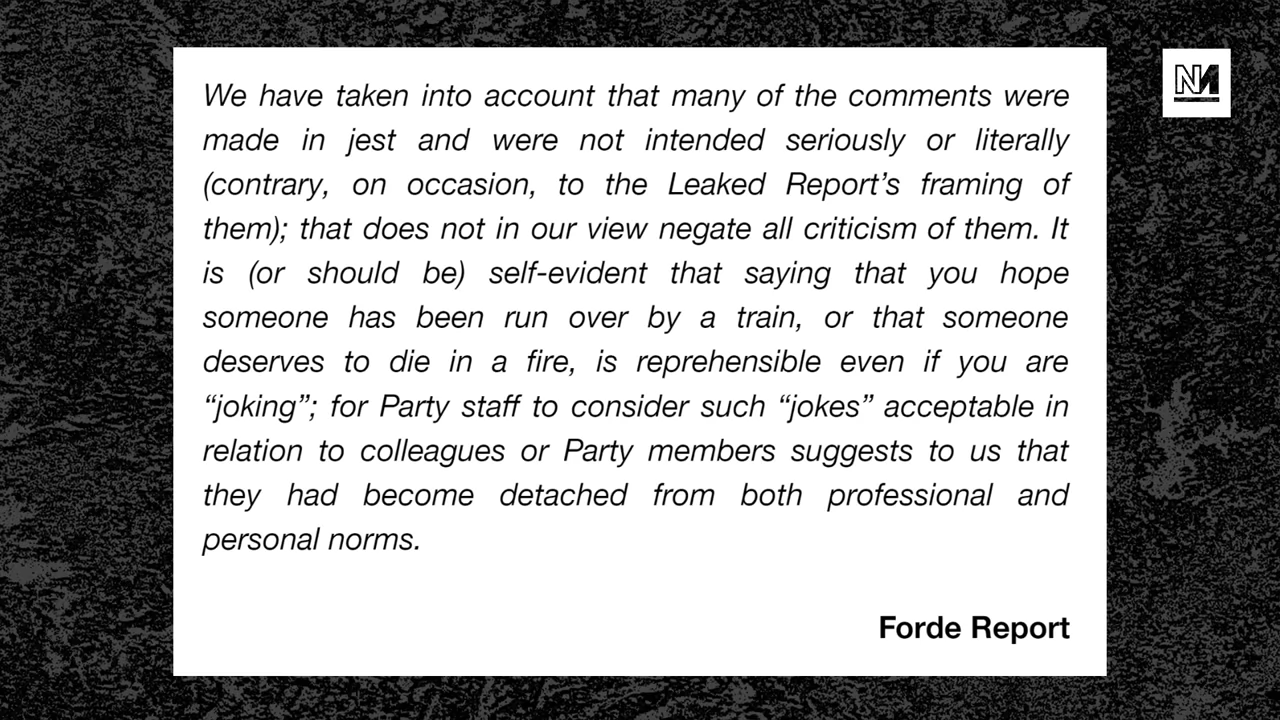 We have taken into account that many of the comments were
made in jest and were not intended seriously or literally
(contrary, on occasion, to the Leaked Report’s framing of
them); that does not in our view negate all criticism of them. It
is (or should be) self-evident that saying that you hope
someone has been run over by a train, or that someone
deserves to die in a fire, is reprehensible even if you are
“joking”; for Party staff to consider such “jokes” acceptable in
relation to colleagues or Party members suggests to us that
they had become detached from both professional and
personal norms.
Forde Report
NM